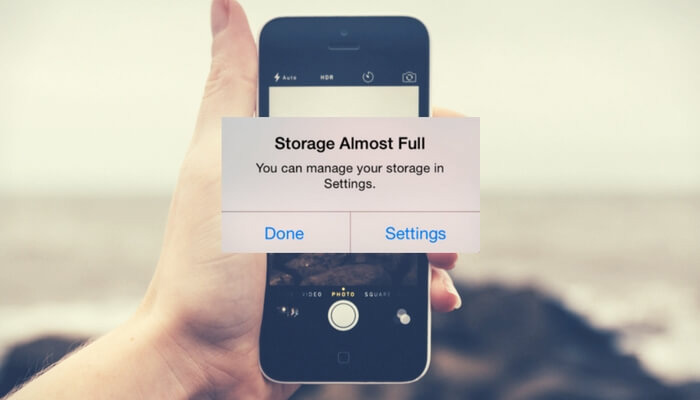 Auto HDR
Storage Almost Full
You can manage your storage in
Settings.
Done Settings
VIDEO PHOTO SQUARE